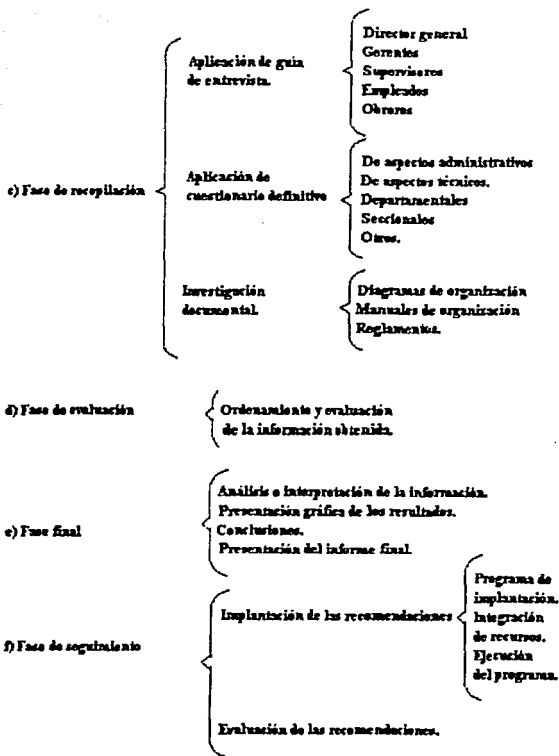 c) Fase de recopilación
Aplicación de guia
de entrevista.
Director general
Gerentes
Supervisores
Empleados
Obreros
Aplicación de
cuestionario definitivo
De aspectos administrativos
De aspectos técnicos.
Departamentales
Seccionales
Otros.
Investigación
documental.
Diagramas de organización
Manuales de organización
Reglamentos.
d) Fase de evaluación
Ordenamiento y evaluación
de la información obtenida.
e) Fase final
Análisis e interpretación de la información.
Presentación gráfica de los resultados.
Conclusiones.
Presentación del informe final.
f) Fase de seguimiento
Implantación de las recomendaciones
Programa de
implantación.
Integración
de recursos.
Ejecución
del programa.
Evaluación de las recomendaciones.